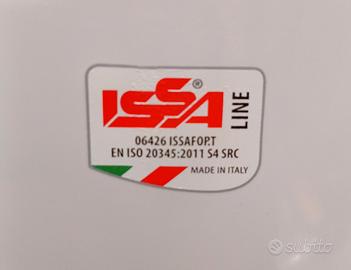 ISSA® LINE
06426 ISSAFOP.T
EN ISO 20345:2011 S4 SRC
MADE IN ITALY
subito